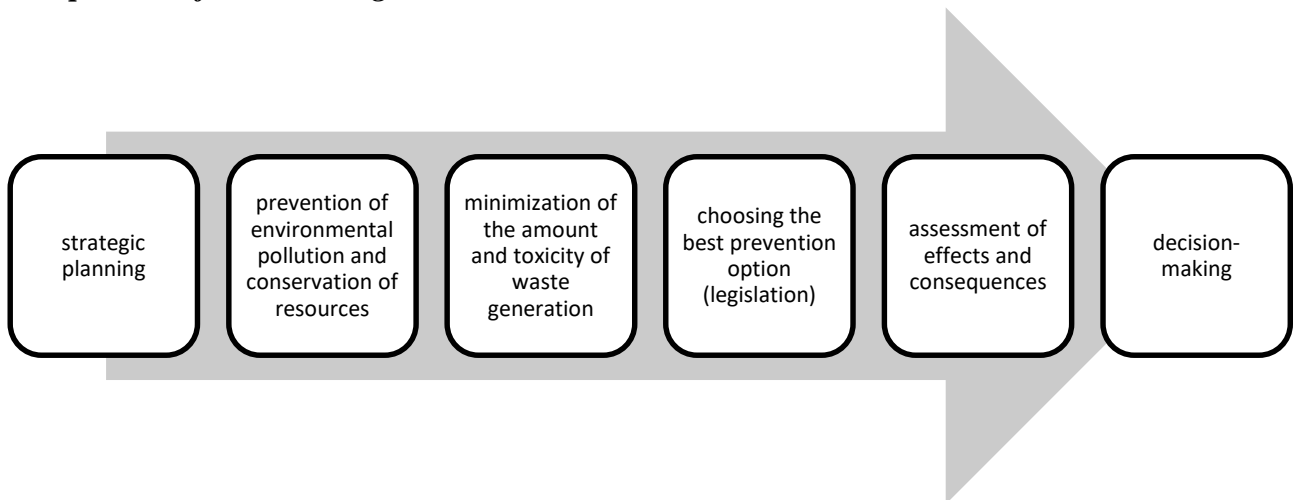 strategic
planning
prevention of
environmental
pollution and
conservation of
resources
minimization of
the amount
and toxicity of
waste
generation
choosing the
best prevention
option
(legislation)
assessment of
effects and
consequences
decision-
making